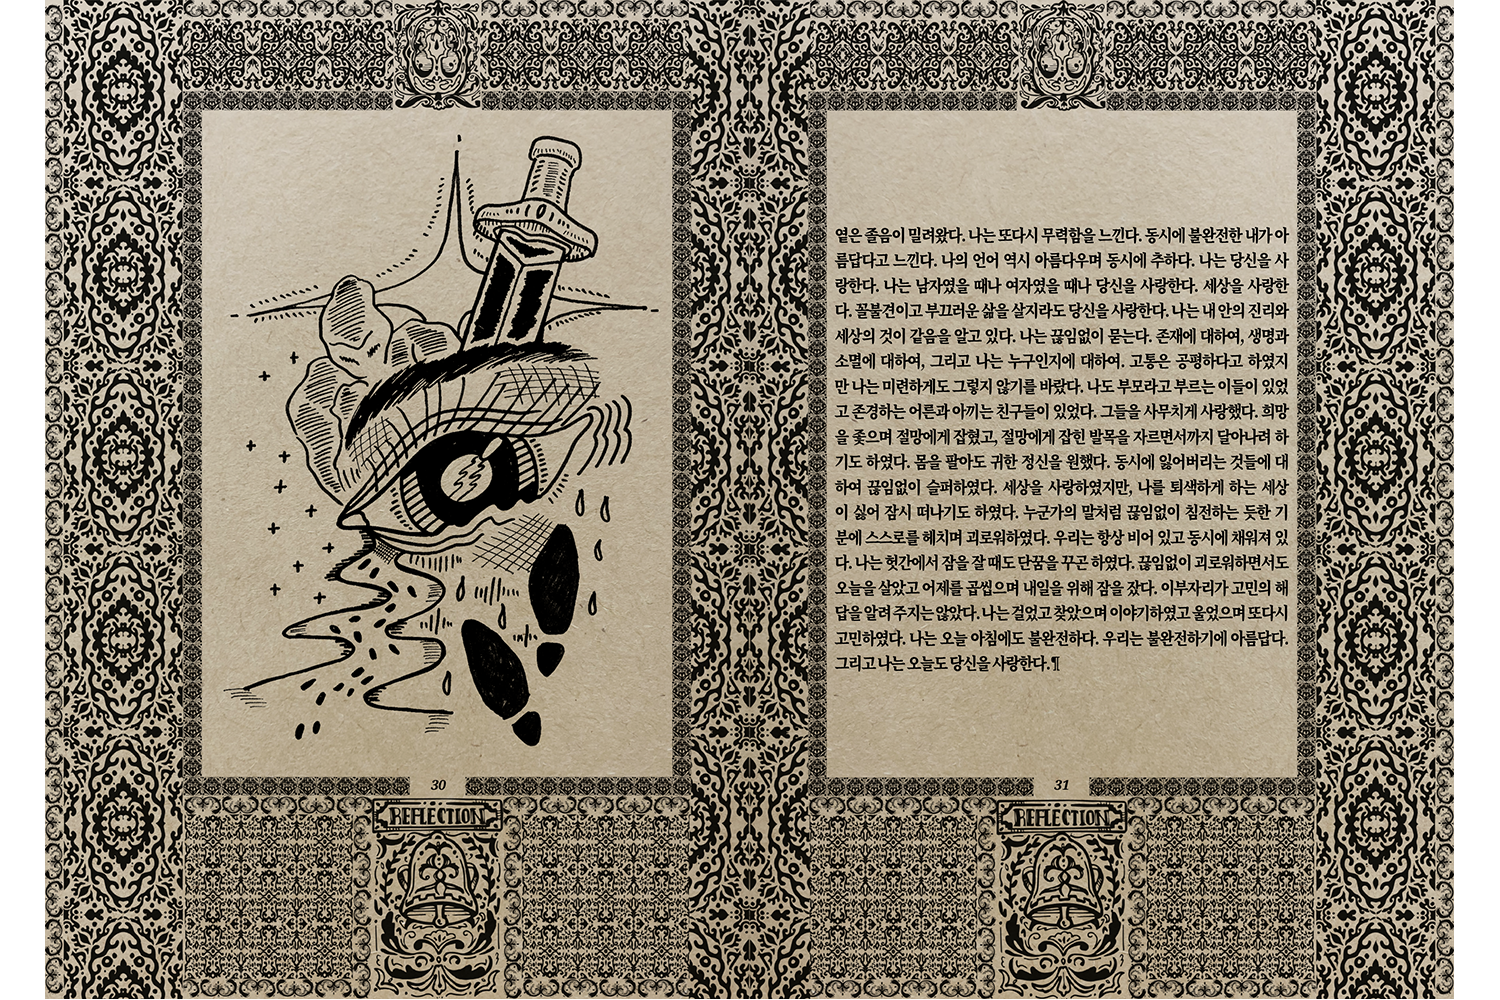 30
REFLECTION
옅은 졸음이 밀려왔다. 나는 또다시 무력함을 느낀다. 동시에 불완전한 내가 아
름답다고 느낀다. 나의 언어 역시 아름다우며 동시에 추하다. 나는 당신을 사
랑한다. 나는 남자였을 때나 여자였을 때나 당신을 사랑한다. 세상을 사랑한
다. 꼴불견이고 부끄러운 삶을 살지라도 당신을 사랑한다. 나는 내 안의 진리와
세상의 것이 같음을 알고 있다. 나는 끊임없이 묻는다. 존재에 대하여, 생명과
소멸에 대하여, 그리고 나는 누구인지에 대하여. 고통은 공평하다고 하였지
만 나는 미련하게도 그렇지 않기를 바랐다. 나도 부모라고 부르는 이들이 있었
고 존경하는 어른과 아끼는 친구들이 있었다. 그들을 사무치게 사랑했다. 희망
을 좇으며 절망에게 잡혔고, 절망에게 잡힌 발목을 자르면서까지 달아나려 하
기도 하였다. 몸을 팔아도 귀한 정신을 원했다. 동시에 잃어버리는 것들에 대
하여 끊임없이 슬퍼하였다. 세상을 사랑하였지만, 나를 퇴색하게 하는 세상
이 싫어 잠시 떠나기도 하였다. 누군가의 말처럼 끊임없이 침전하는 듯한 기
분에 스스로를 헤치며 괴로워하였다. 우리는 항상 비어 있고 동시에 채워져 있
다. 나는 헛간에서 잠을 잘 때도 단꿈을 꾸곤 하였다. 끊임없이 괴로워하면서도
오늘을 살았고 어제를 곱씹으며 내일을 위해 잠을 잤다. 이부자리가 고민의 해
답을 알려 주지는 않았다. 나는 걸었고 찾았으며 이야기하였고 울었으며 또다시
고민하였다. 나는 오늘 아침에도 불완전하다. 우리는 불완전하기에 아름답다.
그리고 나는 오늘도 당신을 사랑한다.¶
31
REFLECTION